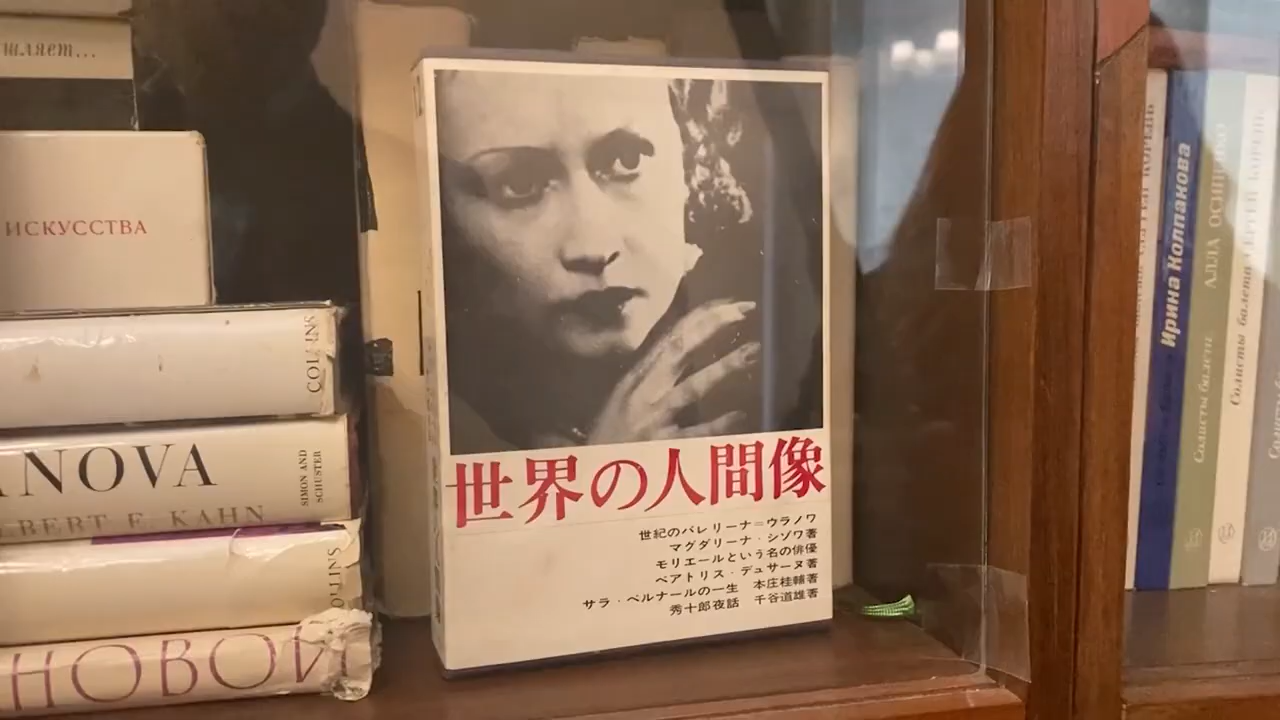 шляет...
ИСКУССТВА
COLLINS
NOVA
SIMON AND
SCHUSTER
BERT E. KAHN
НОВОЙ
世界の人間像
世紀のバレリーナ＝ウラノワ
マグダリーナ・シゾワ著
モリエールという名の俳優
ベアトリス・デュサーヌ著
サラ・ベルナールの一生 本庄桂輔著
秀十郎夜話 千谷道雄著
Ирина Колпакова
Солисты балета АЛЛА ОСИПЕНКО
Солисты балета